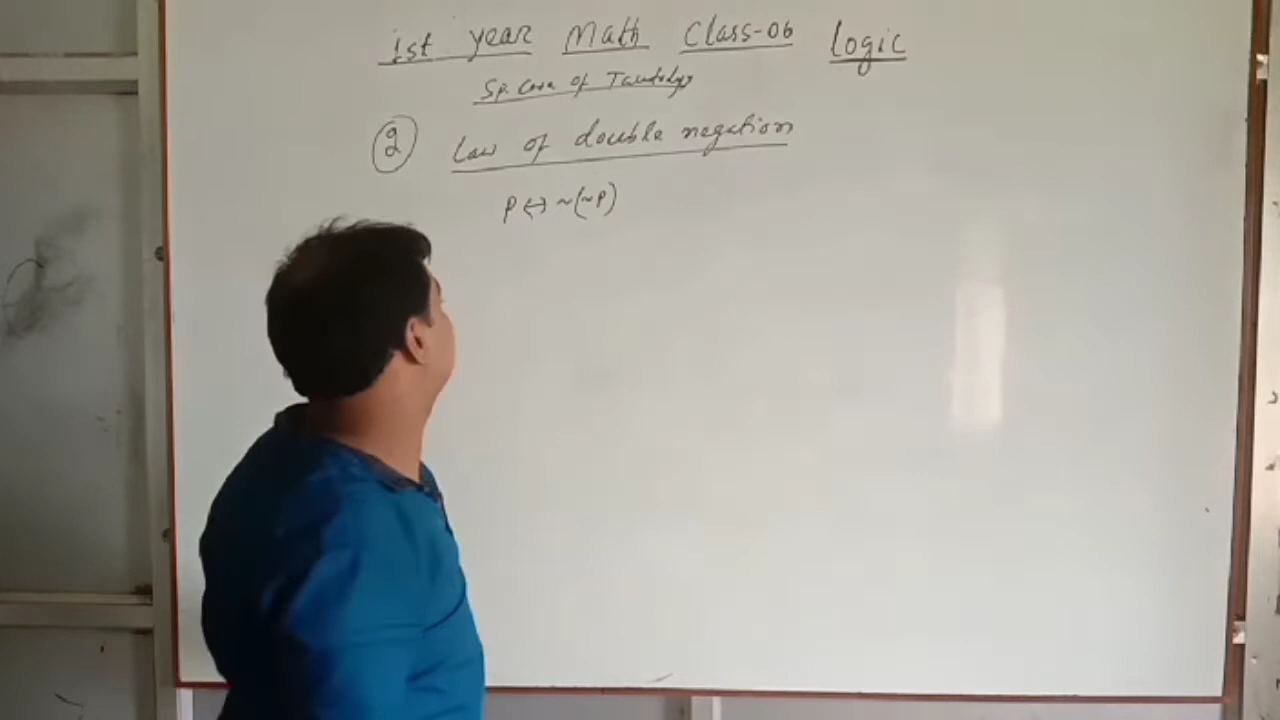 1st year Math Class-06 logic
Sp. Case of Tautology
2 Law of double negation
P ↔ ~(~P)